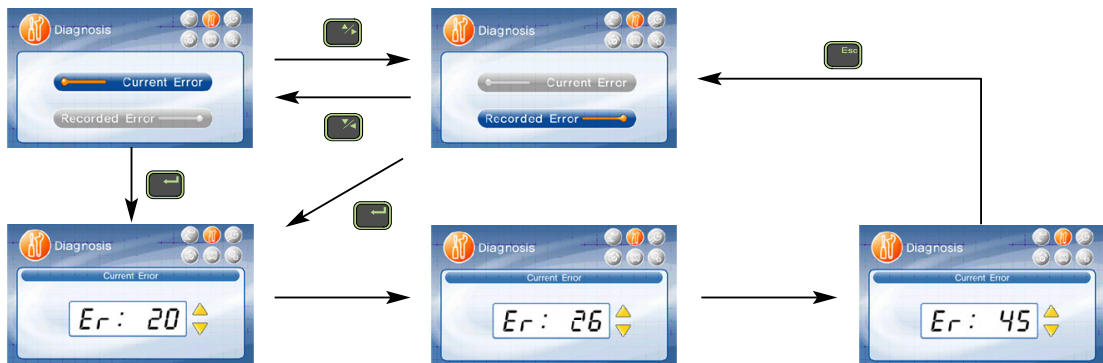 Diagnosis
Current Error
Recorded Error
Diagnosis
Current Error
Recorded Error
Esc
Diagnosis
Current Error
Er: 20
Diagnosis
Current Error
Er: 26
Diagnosis
Current Error
Er: 45